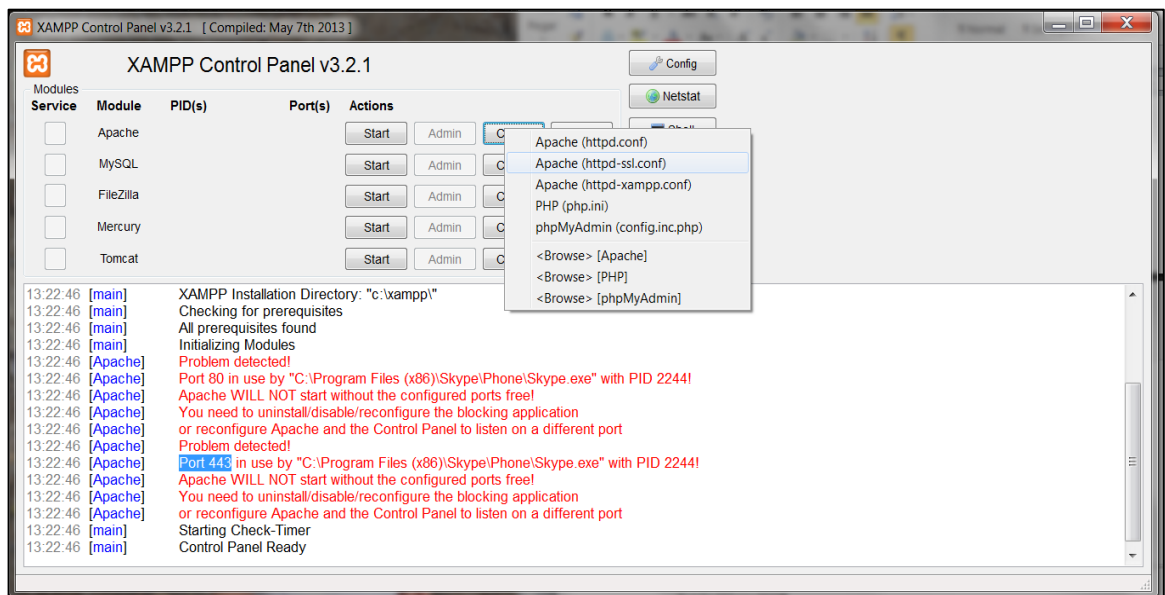 XAMPP Control Panel v3.2.1 [ Compiled: May 7th 2013 ]
XAMPP Control Panel v3.2.1
Config
Modules
Service Module PID(s) Port(s) Actions
Netstat
Apache Start Admin
MySQL Start Admin
FileZilla Start Admin
Mercury Start Admin
Tomcat Start Admin
Apache (httpd.conf)
Apache (httpd-ssl.conf)
Apache (httpd-xampp.conf)
PHP (php.ini)
phpMyAdmin (config.inc.php)
<Browse> [Apache]
<Browse> [PHP]
<Browse> [phpMyAdmin]
13:22:46 [main] XAMPP Installation Directory: "c:\xampp\"
13:22:46 [main] Checking for prerequisites
13:22:46 [main] All prerequisites found
13:22:46 [main] Initializing Modules
13:22:46 [Apache] Problem detected!
13:22:46 [Apache] Port 80 in use by "C:\Program Files (x86)\Skype\Phone\Skype.exe" with PID 2244!
13:22:46 [Apache] Apache WILL NOT start without the configured ports free!
13:22:46 [Apache] You need to uninstall/disable/reconfigure the blocking application
13:22:46 [Apache] or reconfigure Apache and the Control Panel to listen on a different port
13:22:46 [Apache] Problem detected!
13:22:46 [Apache] Port 443 in use by "C:\Program Files (x86)\Skype\Phone\Skype.exe" with PID 2244!
13:22:46 [Apache] Apache WILL NOT start without the configured ports free!
13:22:46 [Apache] You need to uninstall/disable/reconfigure the blocking application
13:22:46 [Apache] or reconfigure Apache and the Control Panel to listen on a different port
13:22:46 [main] Starting Check-Timer
13:22:46 [main] Control Panel Ready